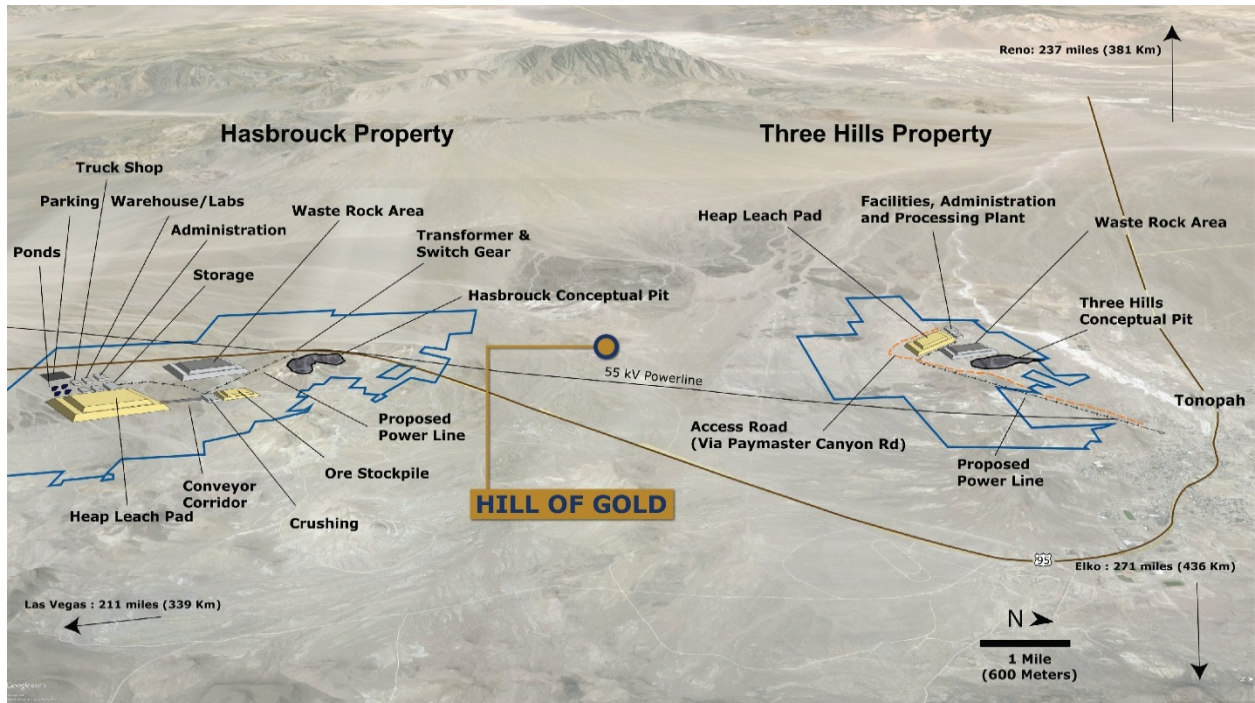 Reno: 237 miles (381 Km)
Hasbrouck Property
Three Hills Property
Truck Shop
Parking
Warehouse/Labs
Waste Rock Area
Administration
Transformer &
Switch Gear
Ponds
Storage
Hasbrouck Conceptual Pit
Heap Leach Pad
Facilities, Administration
and Processing Plant
Waste Rock Area
Three Hills
Conceptual Pit
55 kV Powerline
Tonopah
Proposed
Power Line
Access Road
(Via Paymaster Canyon Rd)
Ore Stockpile
Proposed
Power Line
Conveyor
Corridor
HILL OF GOLD
Heap Leach Pad
Crushing
95
Elko : 271 miles (436 Km)
Las Vegas : 211 miles (339 Km)
N
1 Mile
(600 Meters)